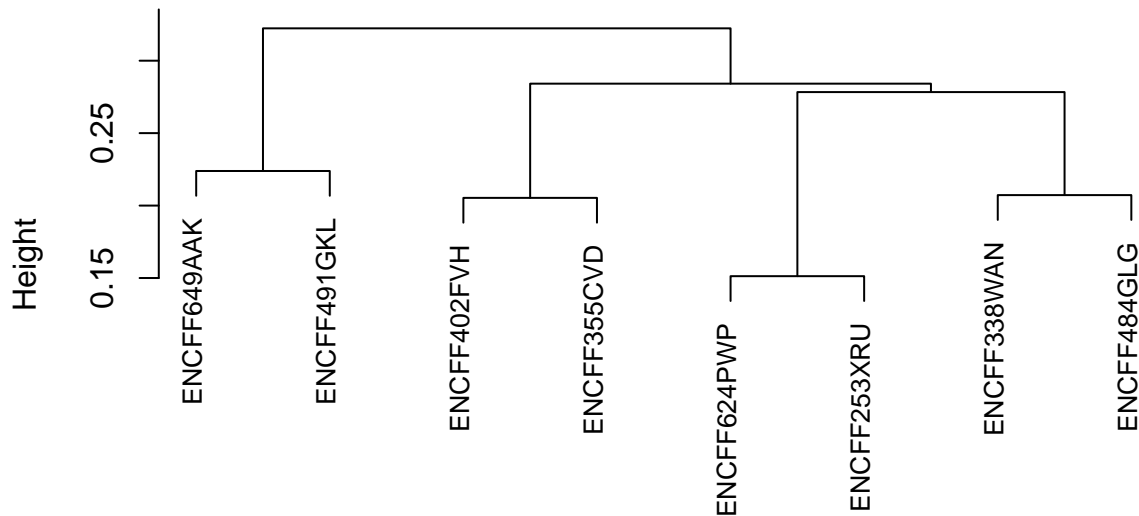 Height
0.25
0.15
ENCFF649AAK
ENCFF491GKL
ENCFF402FVH
ENCFF355CVD
ENCFF624PWP
ENCFF253XRU
ENCFF338WAN
ENCFF484GLG